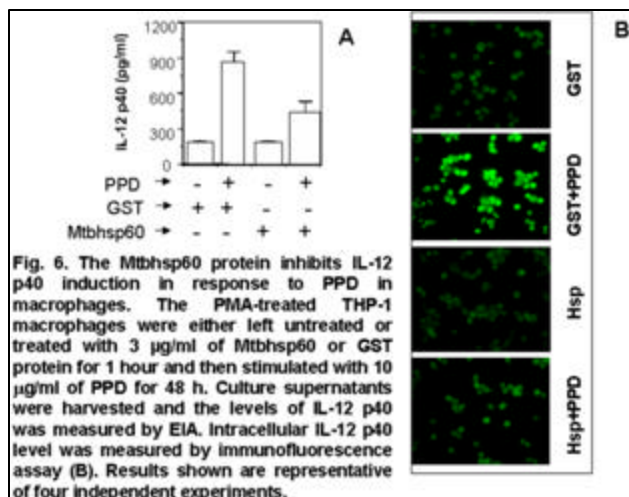 1200
A
B
900
600
300
0
IL-12 p40 (pg/ml)
PPD → - + - +
GST → + + - -
Mtbhsp60 → - - + +
GST
GST+PPD
Hsp
Hsp+PPD
Fig. 6. The Mtbhsp60 protein inhibits IL-12
p40 induction in response to PPD in
macrophages. The PMA-treated THP-1
macrophages were either left untreated or
treated with 3 µg/ml of Mtbhsp60 or GST
protein for 1 hour and then stimulated with 10
µg/ml of PPD for 48 h. Culture supernatants
were harvested and the levels of IL-12 p40
was measured by EIA. Intracellular IL-12 p40
level was measured by immunofluorescence
assay (B). Results shown are representative
of four independent experiments.